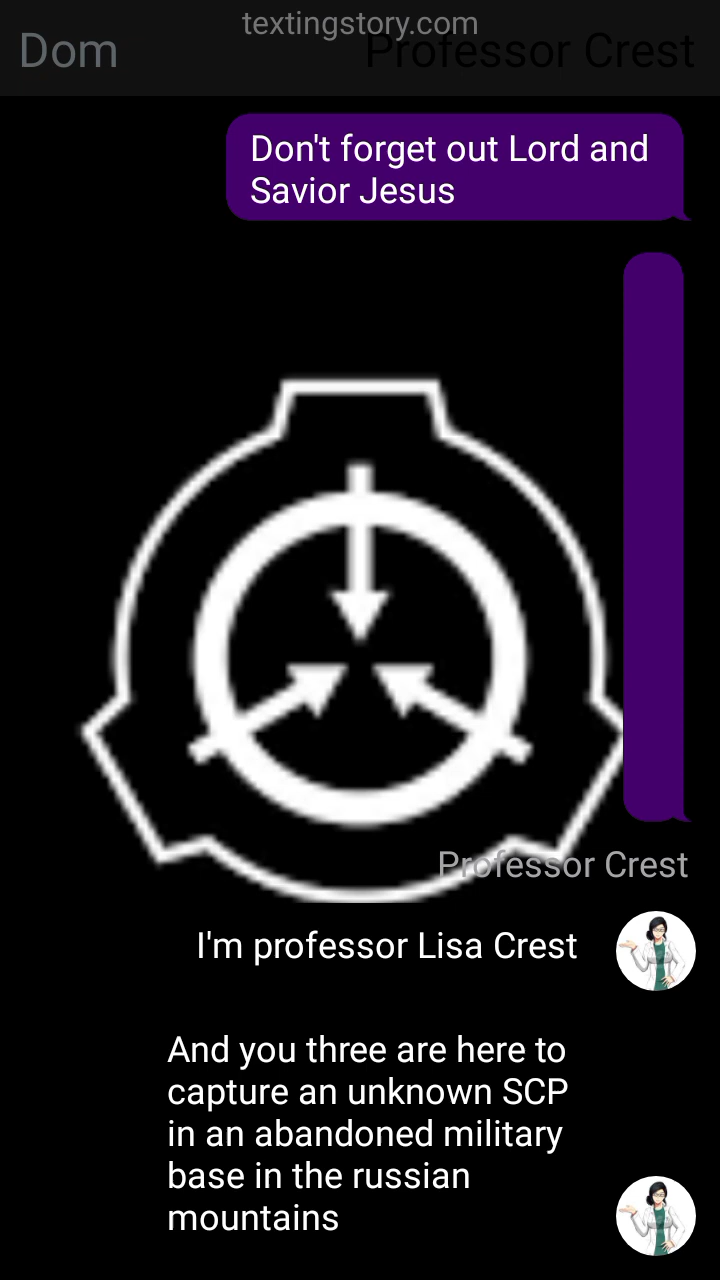 textingstory.com
Dom
Professor Crest
Don't forget out Lord and
Savior Jesus
Professor Crest
I'm professor Lisa Crest
And you three are here to
capture an unknown SCP
in an abandoned military
base in the russian
mountains